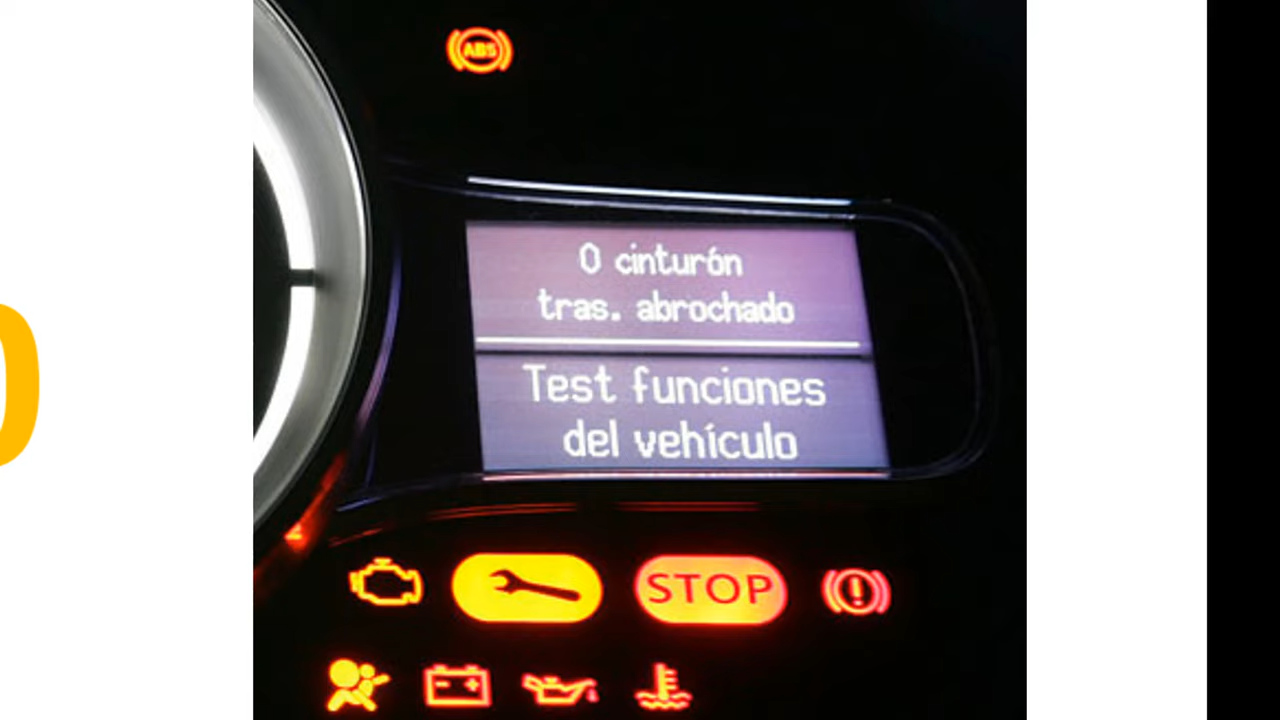 ABS
0 cinturón
tras. abrochado
Test funciones
del vehículo
STOP